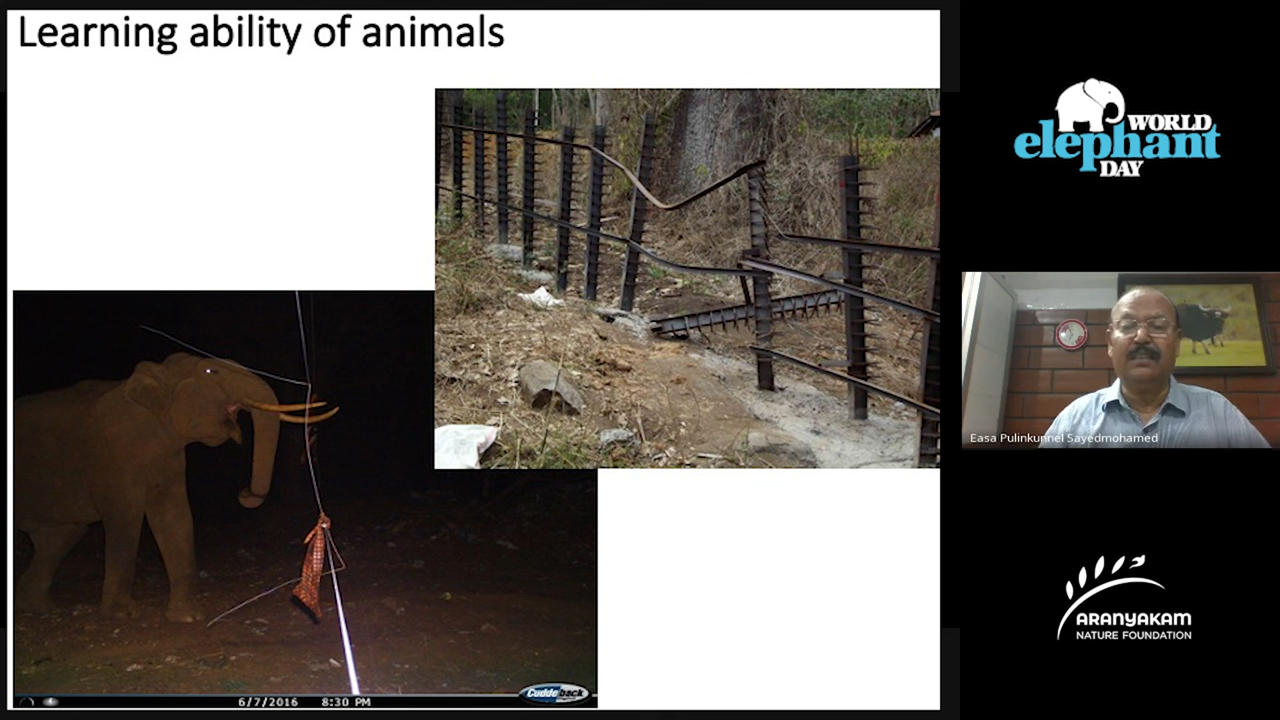 Learning ability of animals
WORLD
elephant
DAY
Easa Pulinkunnel Sayedmohamed
6/7/2016 8:30 PM
Cuddeback
ARANYAKAM
NATURE FOUNDATION